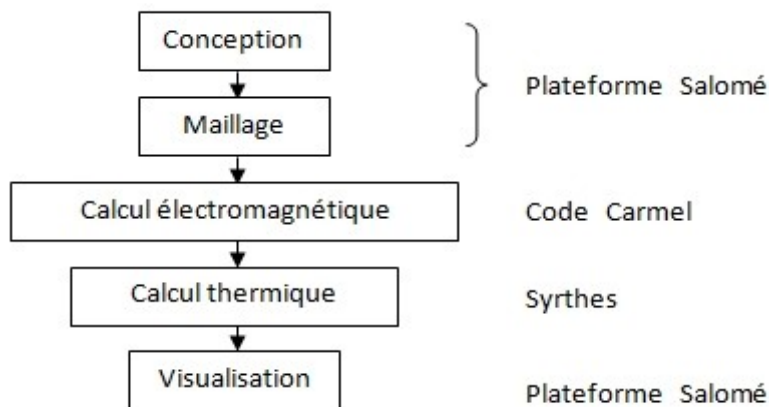 Conception
Plateforme Salomé
Maillage
Calcul électromagnétique
Code Carmel
Calcul thermique
Syrthes
Visualisation
Plateforme Salomé